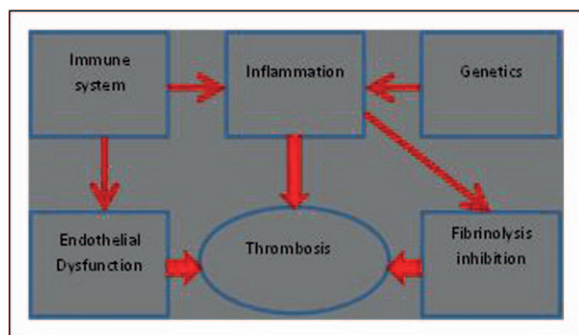 Immune
system
Inflammation
Genetics
Endothelial
Dysfunction
Thrombosis
Fibrinolysis
inhibition